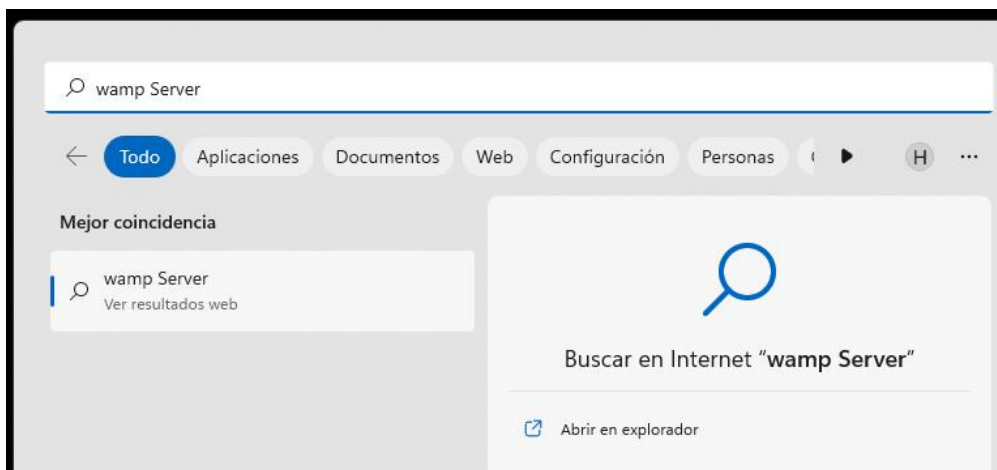 wamp Server
Todo Aplicaciones Documentos Web Configuración Personas H ...
Mejor coincidencia
wamp Server
Ver resultados web
Buscar en Internet "wamp Server"
Abrir en explorador